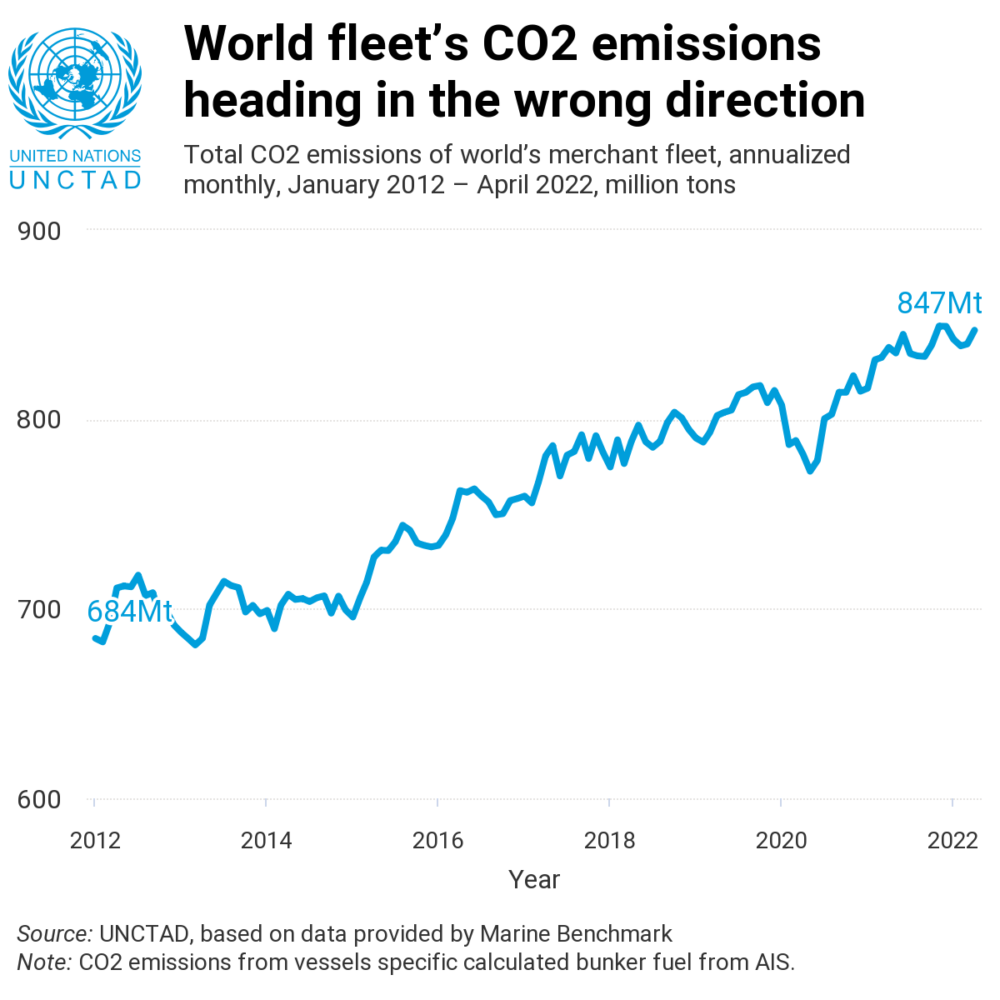 World fleet’s CO2 emissions
heading in the wrong direction
Total CO2 emissions of world’s merchant fleet, annualized
monthly, January 2012 – April 2022, million tons
UNITED NATIONS
UNCTAD
900
847Mt
800
684Mt
700
600
2012 2014 2016 2018 2020 2022
Year
Source: UNCTAD, based on data provided by Marine Benchmark
Note: CO2 emissions from vessels specific calculated bunker fuel from AIS.